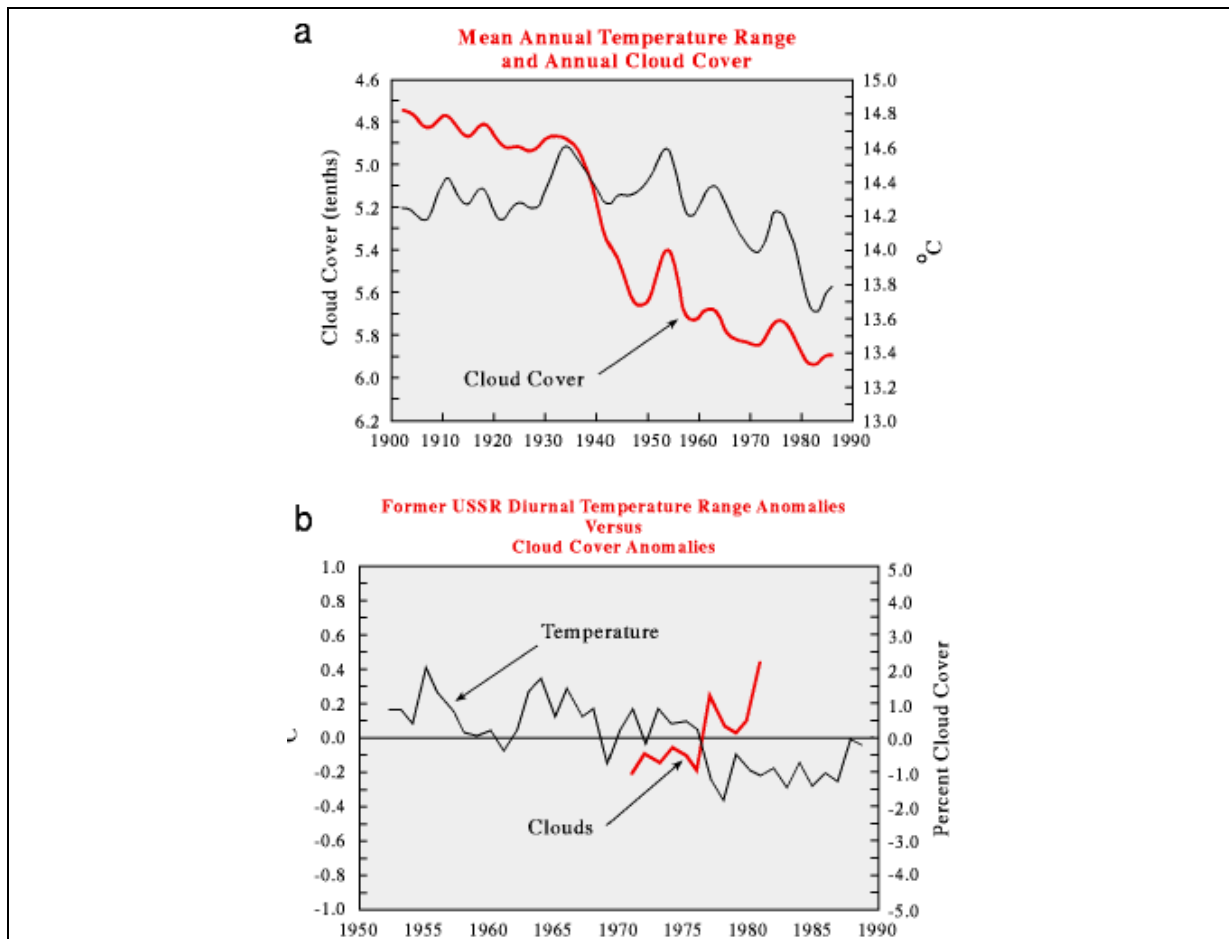 a
Mean Annual Temperature Range
and Annual Cloud Cover
4.6
4.8
5.0
5.2
5.4
5.6
5.8
6.0
6.2
Cloud Cover (tenths)
15.0
14.8
14.6
14.4
14.2
14.0
13.8
13.6
13.4
13.2
13.0
°C
Cloud Cover
1900 1910 1920 1930 1940 1950 1960 1970 1980 1990
b
Former USSR Diurnal Temperature Range Anomalies
Versus
Cloud Cover Anomalies
1.0
0.8
0.6
0.4
0.2
0.0
-0.2
-0.4
-0.6
-0.8
-1.0
5.0
4.0
3.0
2.0
1.0
0.0
-1.0
-2.0
-3.0
-4.0
-5.0
Percent Cloud Cover
Temperature
Clouds
1950 1955 1960 1965 1970 1975 1980 1985 1990